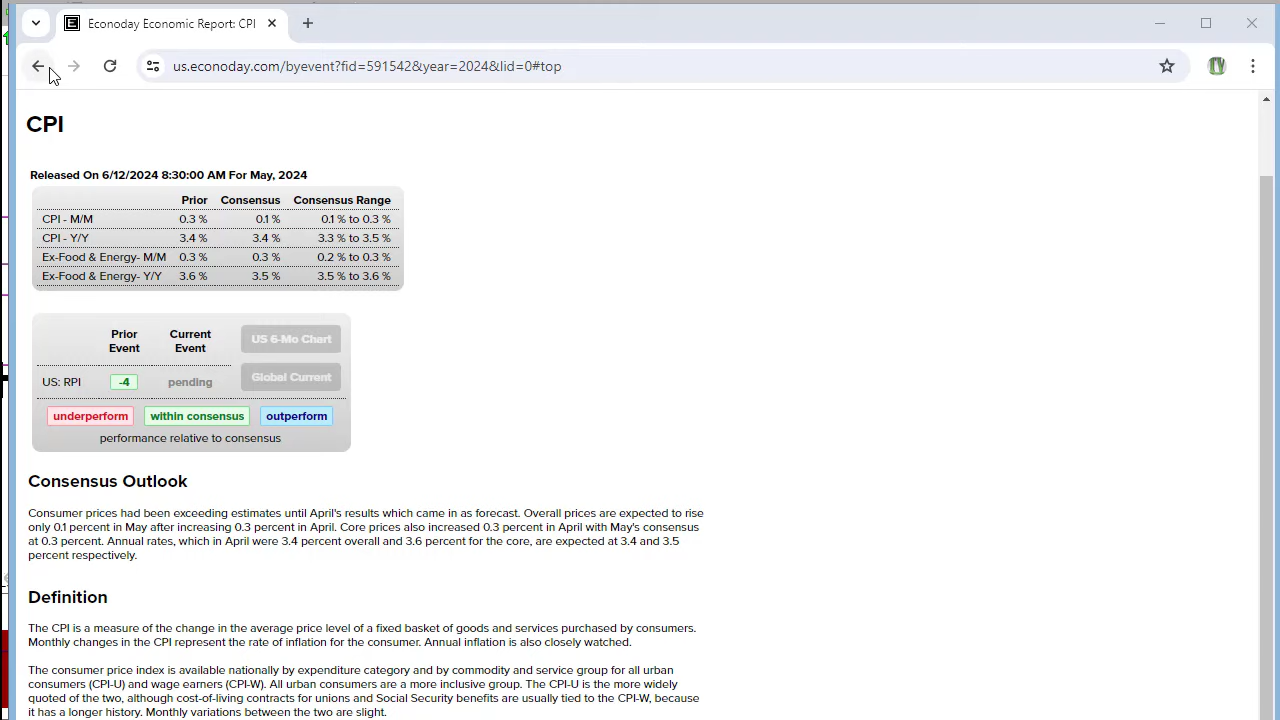 Econoday Economic Report: CPI
us.econoday.com/byevent?fid=591542&year=2024&lid=0#top
CPI
Released On 6/12/2024 8:30:00 AM For May, 2024
Prior Consensus Consensus Range
CPI - M/M 0.3 % 0.1 % 0.1 % to 0.3 %
CPI - Y/Y 3.4 % 3.4 % 3.3 % to 3.5 %
Ex-Food & Energy- M/M 0.3 % 0.3 % 0.2 % to 0.3 %
Ex-Food & Energy- Y/Y 3.6 % 3.5 % 3.5 % to 3.6 %
Prior Current
Event Event
US 6-Mo Chart
Global Current
US: RPI -4 pending
underperform within consensus outperform
performance relative to consensus
Consensus Outlook
Consumer prices had been exceeding estimates until April's results which came in as forecast. Overall prices are expected to rise
only 0.1 percent in May after increasing 0.3 percent in April. Core prices also increased 0.3 percent in April with May's consensus
at 0.3 percent. Annual rates, which in April were 3.4 percent overall and 3.6 percent for the core, are expected at 3.4 and 3.5
percent respectively.
Definition
The CPI is a measure of the change in the average price level of a fixed basket of goods and services purchased by consumers.
Monthly changes in the CPI represent the rate of inflation for the consumer. Annual inflation is also closely watched.
The consumer price index is available nationally by expenditure category and by commodity and service group for all urban
consumers (CPI-U) and wage earners (CPI-W). All urban consumers are a more inclusive group. The CPI-U is the more widely
quoted of the two, although cost-of-living contracts for unions and Social Security benefits are usually tied to the CPI-W, because
it has a longer history. Monthly variations between the two are slight.